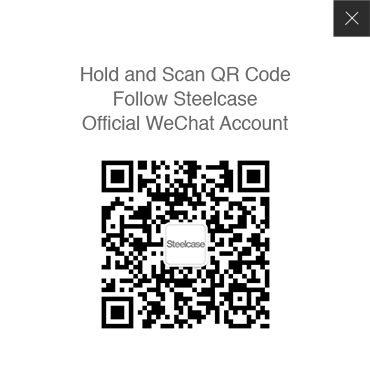 Hold and Scan QR Code
Follow Steelcase
Official WeChat Account
Steelcase